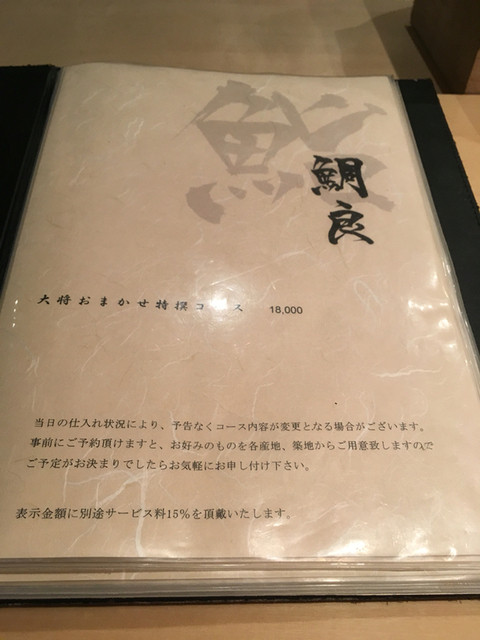 鯛良
大将おまかせ特撰コース 18,000
当日の仕入れ状況により、予告なくコース内容が変更となる場合がございます。
事前にご予約頂けますと、お好みのものを各産地、築地からご用意致しますので
ご予定がお決まりでしたらお気軽にお申し付け下さい。
表示金額に別途サービス料15%を頂戴いたします。